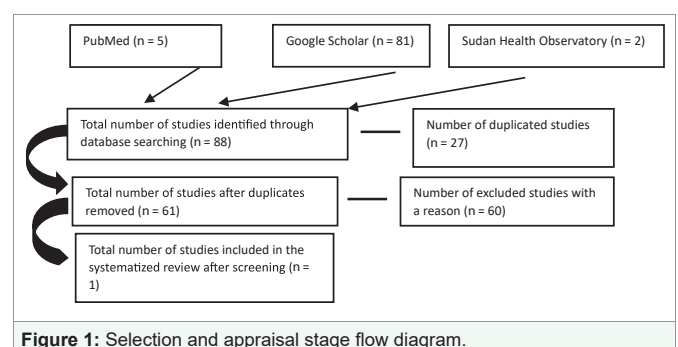 PubMed (n = 5)
Google Scholar (n = 81)
Sudan Health Observatory (n = 2)
Total number of studies identified through
database searching (n = 88)
Number of duplicated studies
(n = 27)
Total number of studies after duplicates
removed (n = 61)
Number of excluded studies with
a reason (n = 60)
Total number of studies included in the
systematized review after screening (n =
1)
Figure 1: Selection and appraisal stage flow diagram.